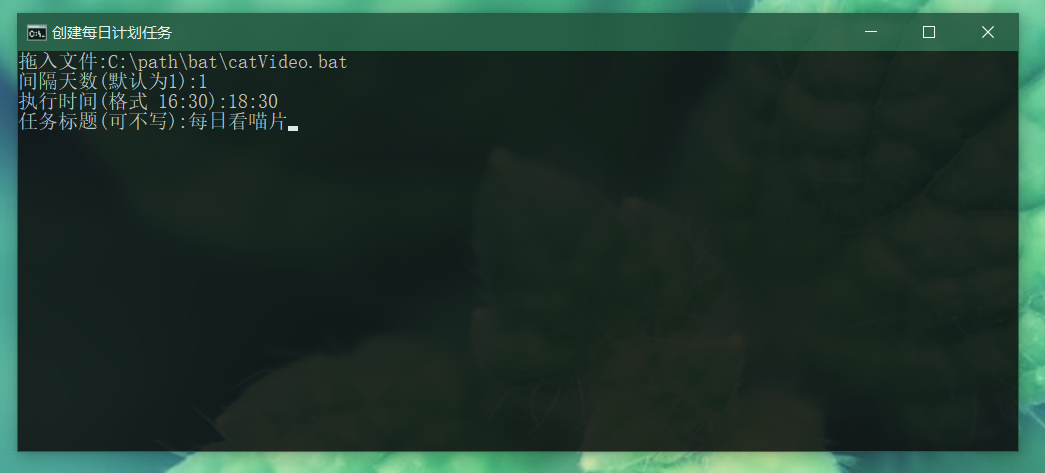 创建每日计划任务
拖入文件:C:\path\bat\catVideo.bat
间隔天数(默认为1):1
执行时间(格式 16:30):18:30
任务标题(可不写):每日看喵片